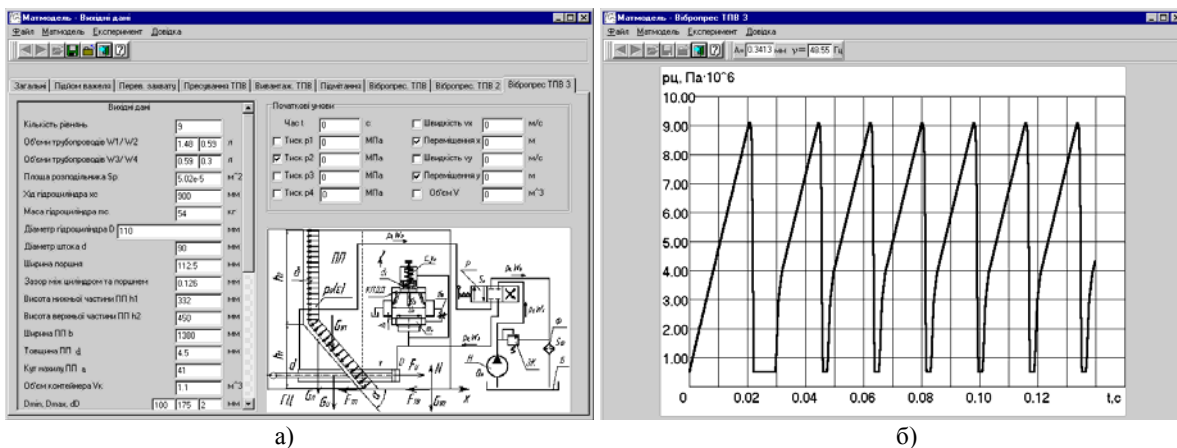 Матмодель - Вихідні дані
Файл Матмодель Експеримент Довідка
Загальні Підйом важеля Перев. захвату Пресування ТПВ Вивантаж. ТПВ Підмітання Вібропрес. ТПВ Вібропрес. ТПВ 2 Вібропрес ТПВ 3
Вихідні дані
Кількість рівнянь 9
Об'єми трубопроводів W1/W2 1.48 0.59 л
Об'єми трубопроводів W3/W4 0.59 0.3 л
Площа розподільника Sp: 5.02e-5 м^2
Хід гідроциліндра xc 900 мм
Маса гідроциліндра mc 54 кг
Діаметр гідроциліндра D 110 мм
Діаметр штока d 90 мм
Ширина поршня 112.5 мм
Зазор між циліндром та поршнем 0.126 мм
Висота нижньої частини ПП h1 332 мм
Висота верхньої частини ПП h2 450 мм
Ширина ПП b 1380 мм
Товщина ПП d 4.5 мм
Кут нахилу ПП a 41
Об'єм контейнера Vк 1.1 м^3
Dmin, Dmax, dD 100 175 2 мм
Початкові умови
Час t 0 с
Тиск p1 0 МПа
Тиск p2 0 МПа
Тиск p3 0 МПа
Тиск p4 0 МПа
Швидкість vx 0 м/с
Переміщення x 0 м
Швидкість vy 0 м/с
Переміщення y 0 м
Об'єм V 0 м^3
ПП
КПДД
P
Ф
Б
Н
ЗК
N
X
ГЦ
а)
Матмодель - Вібропрес ТПВ 3
Файл Матмодель Експеримент Довідка
A= 0.3413 мм γ= 48.55 Гц
pц, Па·10^6
10.00
9.00
8.00
7.00
6.00
5.00
4.00
3.00
2.00
1.00
0 0.02 0.04 0.06 0.08 0.10 0.12 t,с
б)